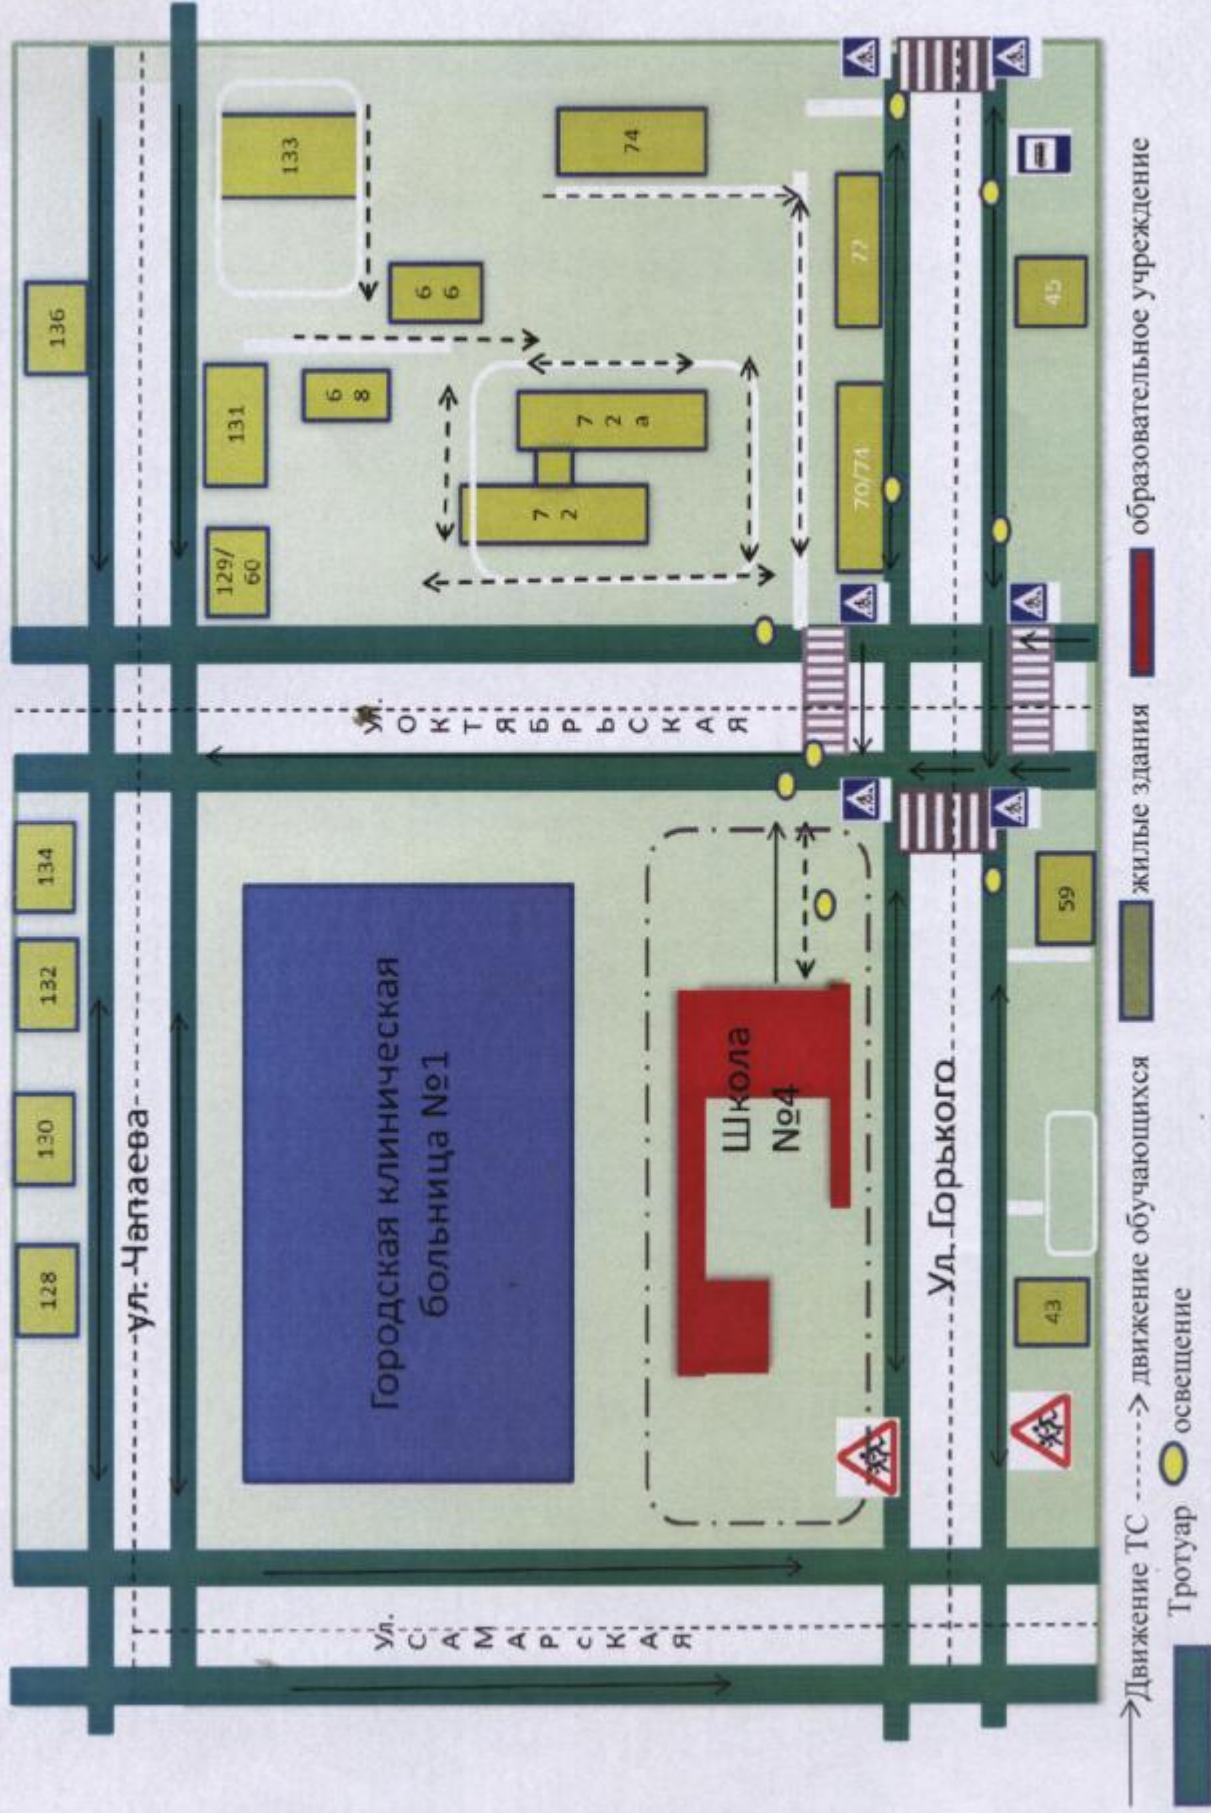 136
134
132
130
128
ул. Чапаева
133
131
129/
60
6
6
6
8
74
7
2
а
7
2
??
70/74
45
ул.
О
К
Т
Я
Б
Р
Ь
С
К
А
Я
Городская клиническая
больница №1
Школа
№4
Ул. Горького
59
43
Ул.
С
А
М
А
Р
с
К
А
Я
Движение ТС
движение обучающихся
жилые здания
образовательное учреждение
Тротуар
освещение